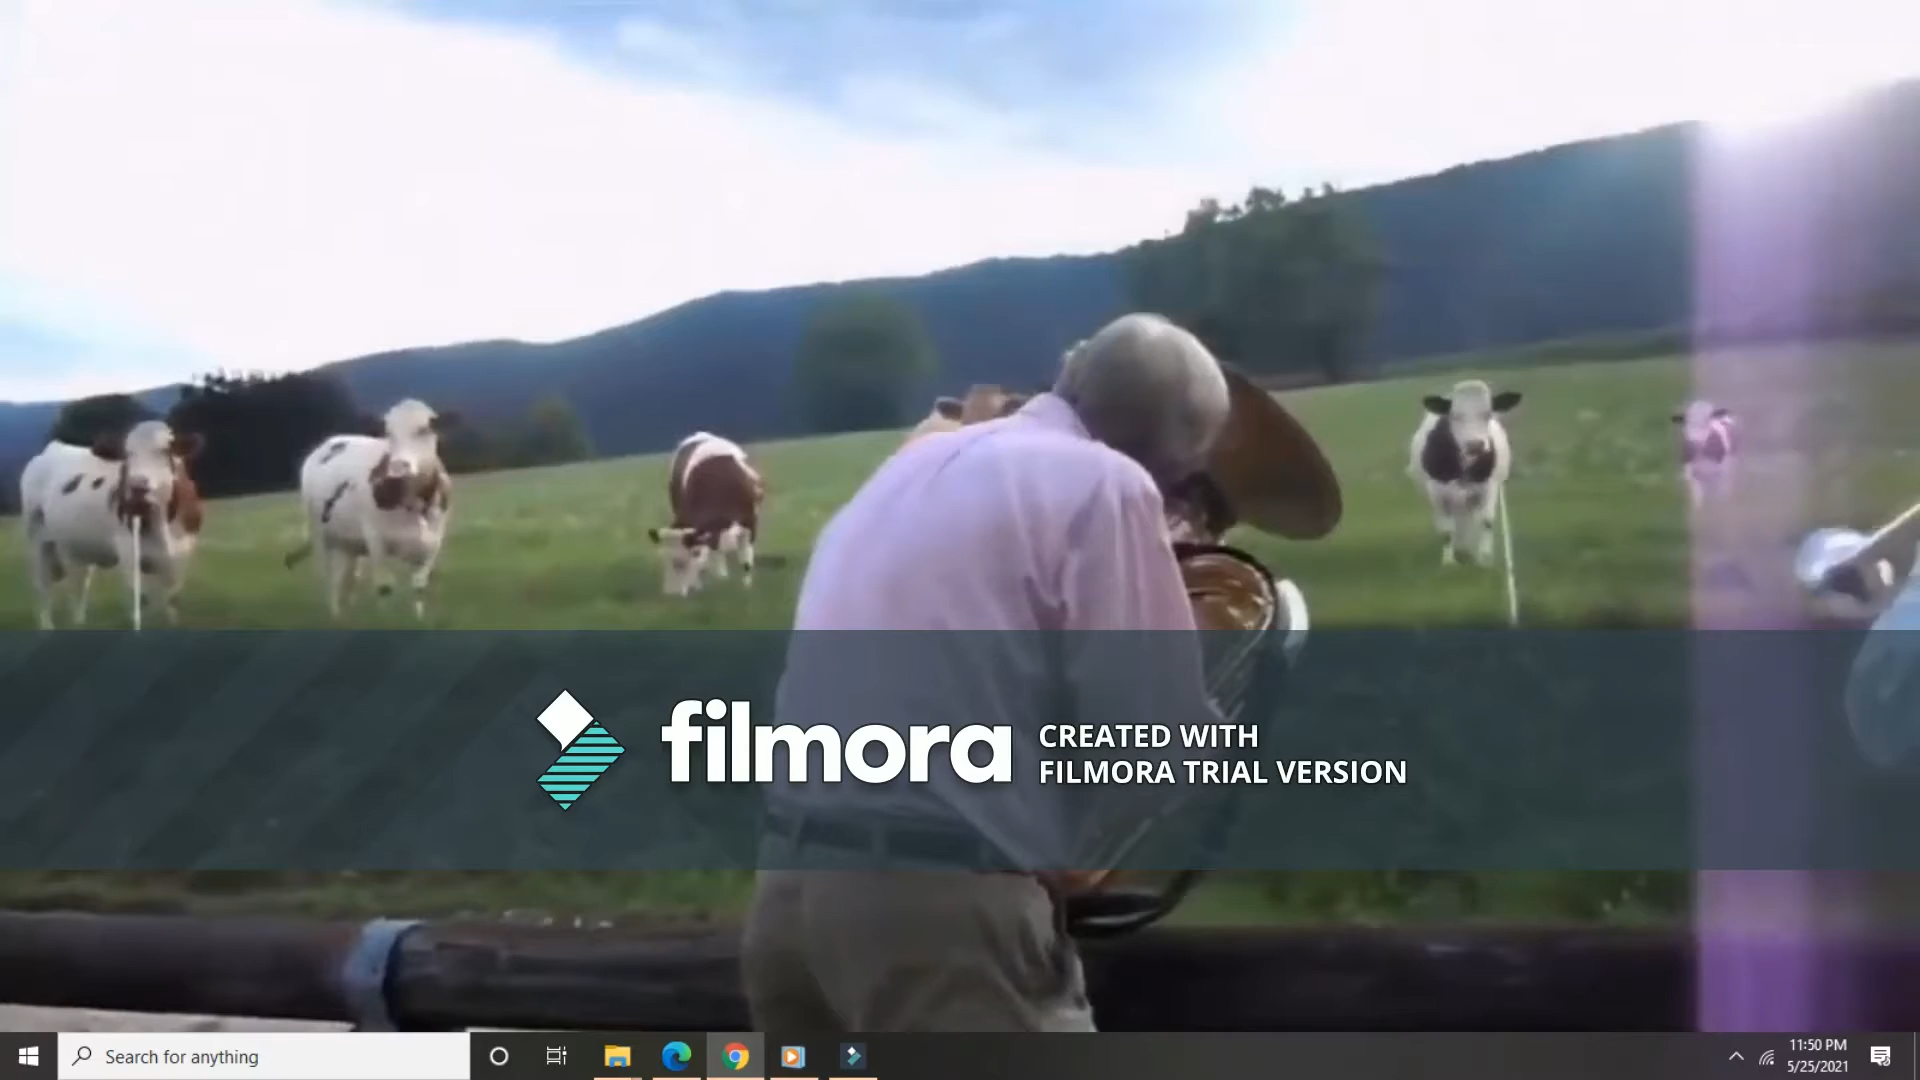 filmora
CREATED WITH
FILMORA TRIAL VERSION
Search for anything
11:50 PM
5/25/2021